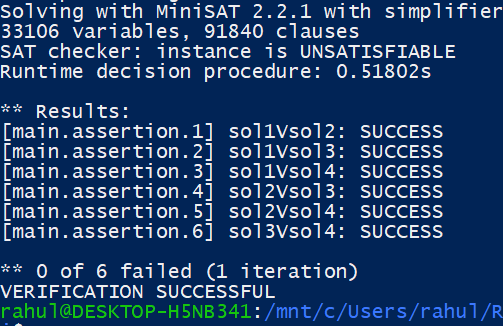 Solving with MiniSAT 2.2.1 with simplifier
33106 variables, 91840 clauses
SAT checker: instance is UNSATISFIABLE
Runtime decision procedure: 0.51802s
** Results:
[main.assertion.1] sol1Vsol2: SUCCESS
[main.assertion.2] sol1Vsol3: SUCCESS
[main.assertion.3] sol1Vsol4: SUCCESS
[main.assertion.4] sol2Vsol3: SUCCESS
[main.assertion.5] sol2Vsol4: SUCCESS
[main.assertion.6] sol3Vsol4: SUCCESS
** 0 of 6 failed (1 iteration)
VERIFICATION SUCCESSFUL
rahul@DESKTOP-H5NB341:/mnt/c/Users/rahul/R